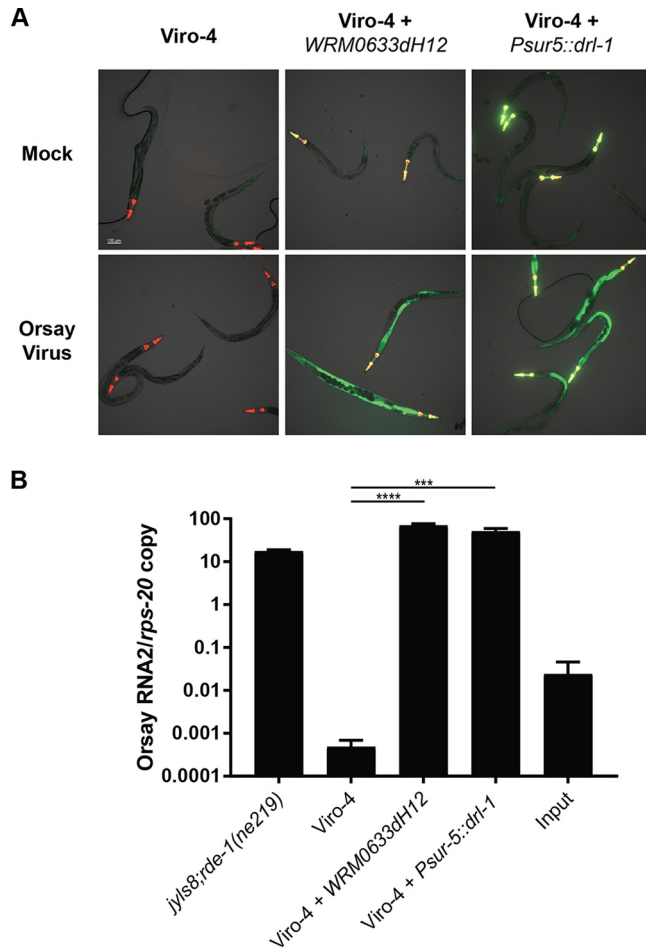 A
Viro-4
Viro-4 +
WRM0633dH12
Viro-4 +
Psur5::drl-1
Mock
100 µm
Orsay
Virus
B
***
****
Orsay RNA2/rps-20 copy
100
10
1
0.1
0.01
0.001
0.0001
jyIs8;rde-1(ne219)
Viro-4
Viro-4 + WRM0633dH12
Viro-4 + Psur-5::drl-1
Input